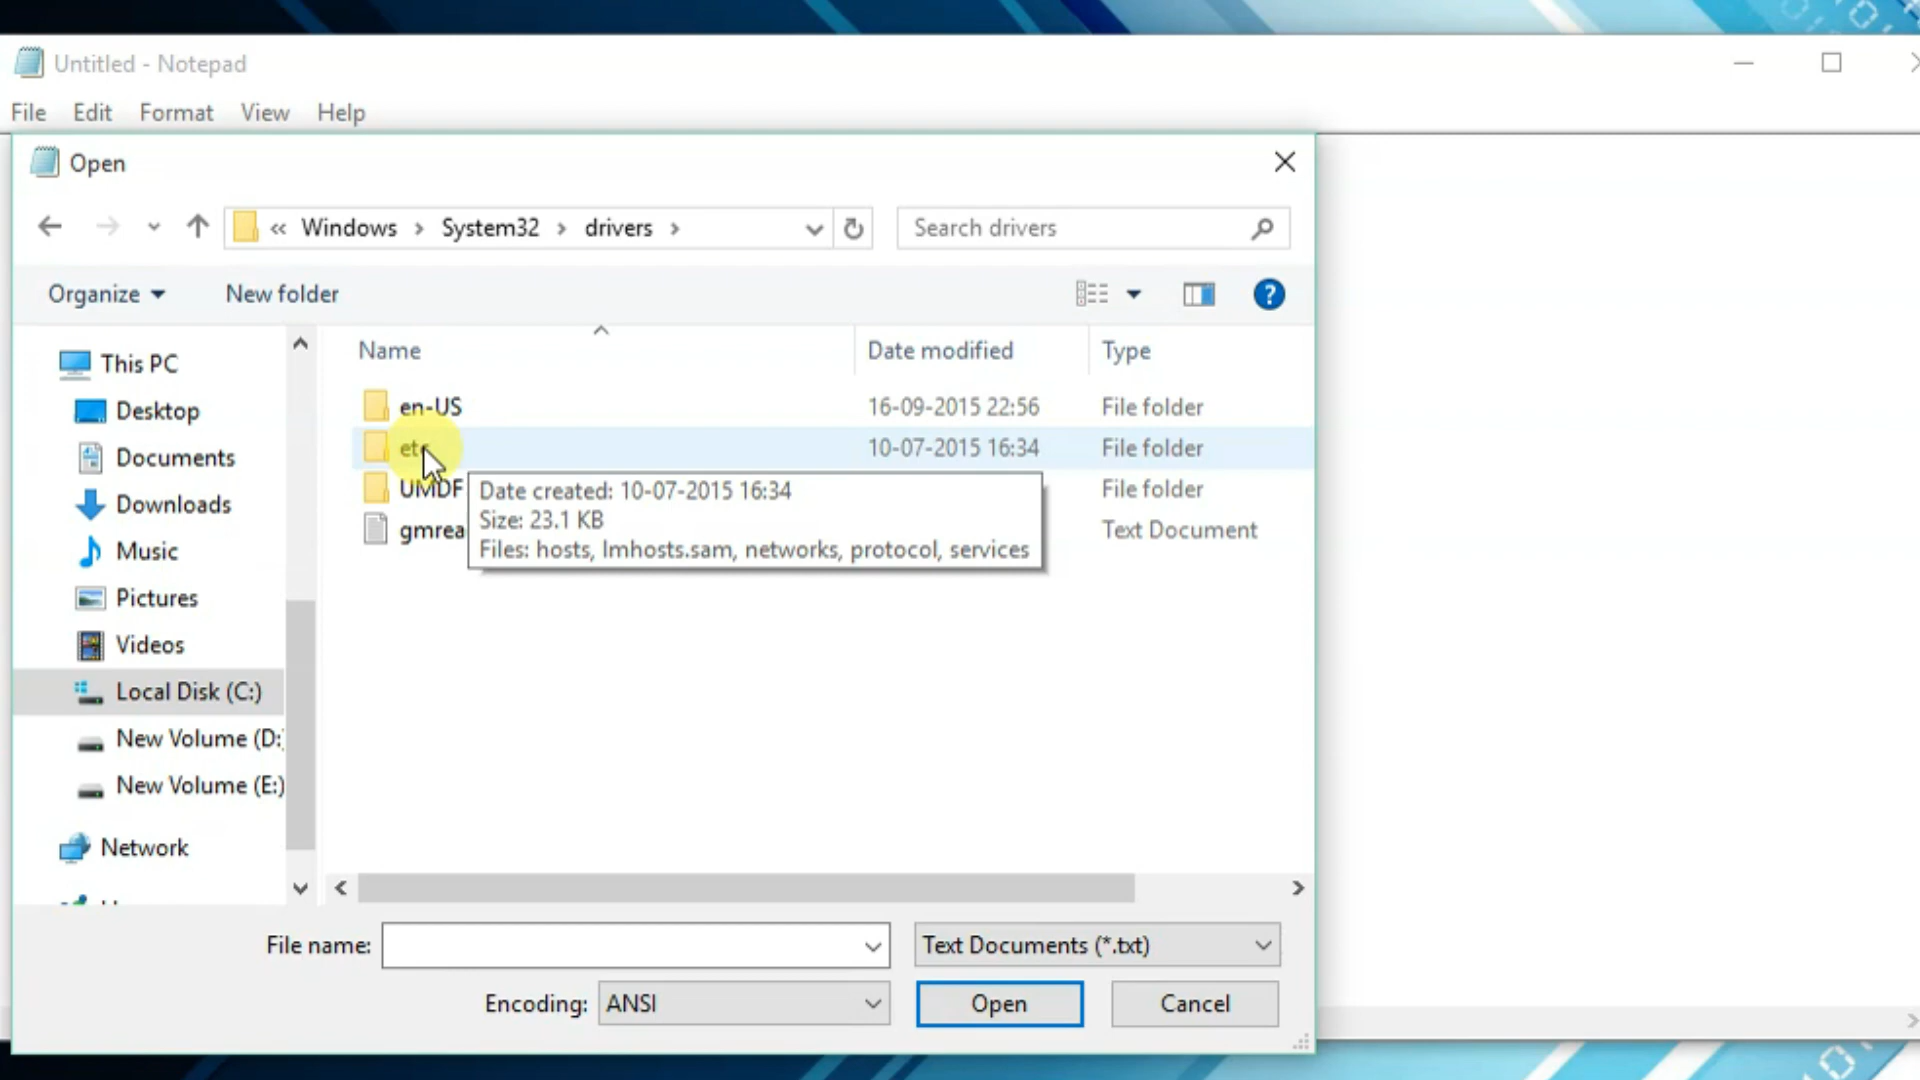 Untitled - Notepad
File Edit Format View Help
Open
« Windows › System32 › drivers ›
Search drivers
Organize
New folder
?
Name
Date modified
Type
This PC
Desktop
Documents
Downloads
Music
Pictures
Videos
Local Disk (C:)
New Volume (D:
New Volume (E:)
Network
en-US 16-09-2015 22:56 File folder
etc 10-07-2015 16:34 File folder
UMDF File folder
gmrea Text Document
Date created: 10-07-2015 16:34
Size: 23.1 KB
Files: hosts, lmhosts.sam, networks, protocol, services
File name:
Text Documents (*.txt)
Encoding: ANSI
Open
Cancel